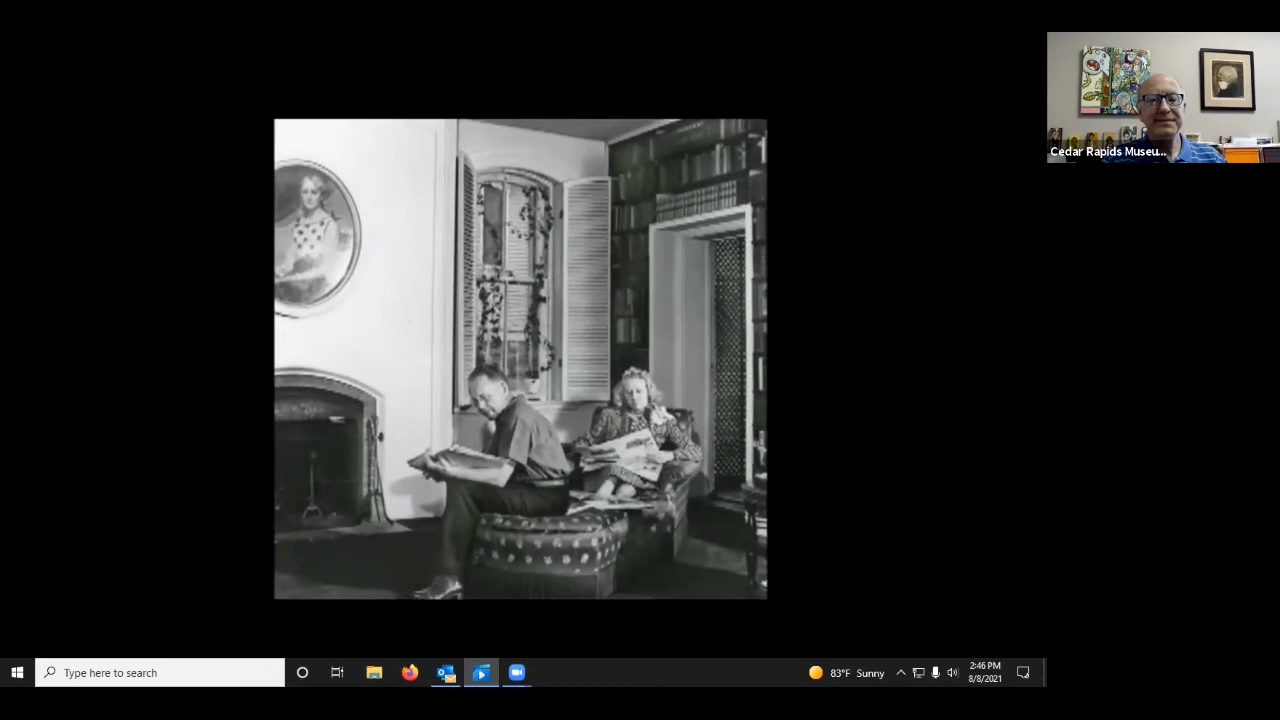 Cedar Rapids Museu...
Type here to search
83°F Sunny
2:46 PM
8/8/2021